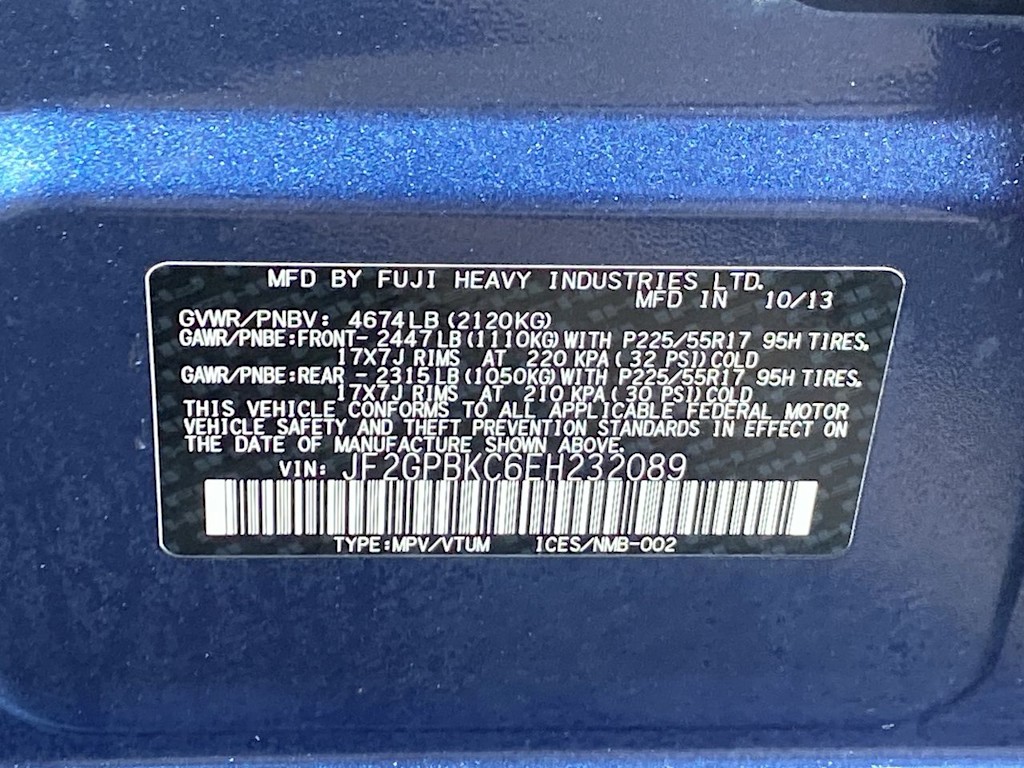 MFD BY FUJI HEAVY INDUSTRIES LTD.
MFD IN 10/13
GVWR/PNBV: 4674LB (2120KG)
GAWR/PNBE:FRONT- 2447LB (1110KG) WITH P225/55R17 95H TIRES.
17X7J RIMS AT 220 KPA ( 32 PSI) COLD
GAWR/PNBE:REAR - 2315LB (1050KG) WITH P225/55R17 95H TIRES.
17X7J RIMS AT 210 KPA ( 30 PSI) COLD
THIS VEHICLE CONFORMS TO ALL APPLICABLE FEDERAL MOTOR
VEHICLE SAFETY AND THEFT PREVENTION STANDARDS IN EFFECT ON
THE DATE OF MANUFACTURE SHOWN ABOVE.
VIN: JF2GPBKC6EH232089
TYPE:MPV/VTUM ICES/NMB-002